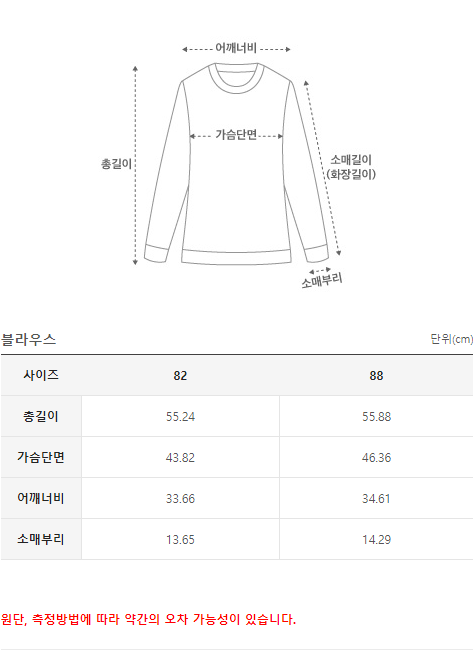 어깨너비
가슴단면
총길이
소매길이
(화장길이)
소매부리
블라우스 단위(cm)
사이즈 82 88
총길이 55.24 55.88
가슴단면 43.82 46.36
어깨너비 33.66 34.61
소매부리 13.65 14.29
원단, 측정방법에 따라 약간의 오차 가능성이 있습니다.